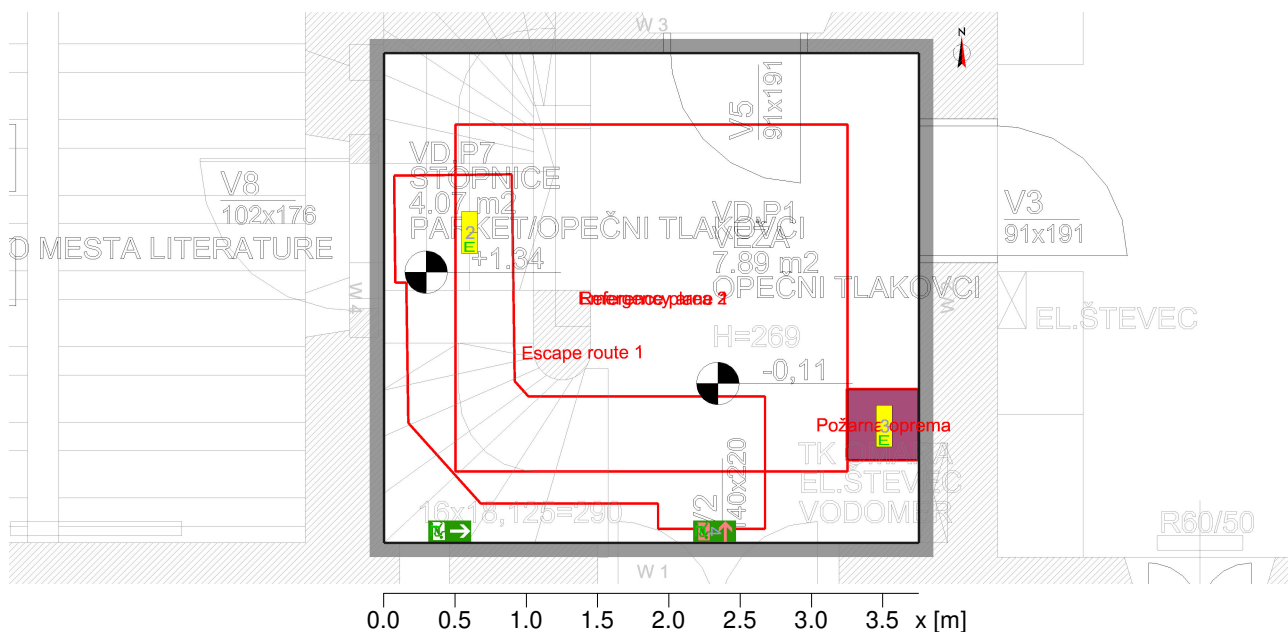 W 3
N
V5
91x191
VD.P7
STOPNICE
4.07 m2
PARKET/OPEČNI TLAKOVCI
+1.34
2
E
V8
102x176
O MESTA LITERATURE
W 4
VD.P1
VEŽA
7.89 m2
OPEČNI TLAKOVCI
H=269
-0,11
V3
91x191
W
EL.ŠTEVEC
Escape route 1
Požarna oprema
3
E
TK
EL.ŠTEVEC
VODOMER
V2
140x220
16x18,125=290
W 1
R60/50
0.0 0.5 1.0 1.5 2.0 2.5 3.0 3.5 x [m]